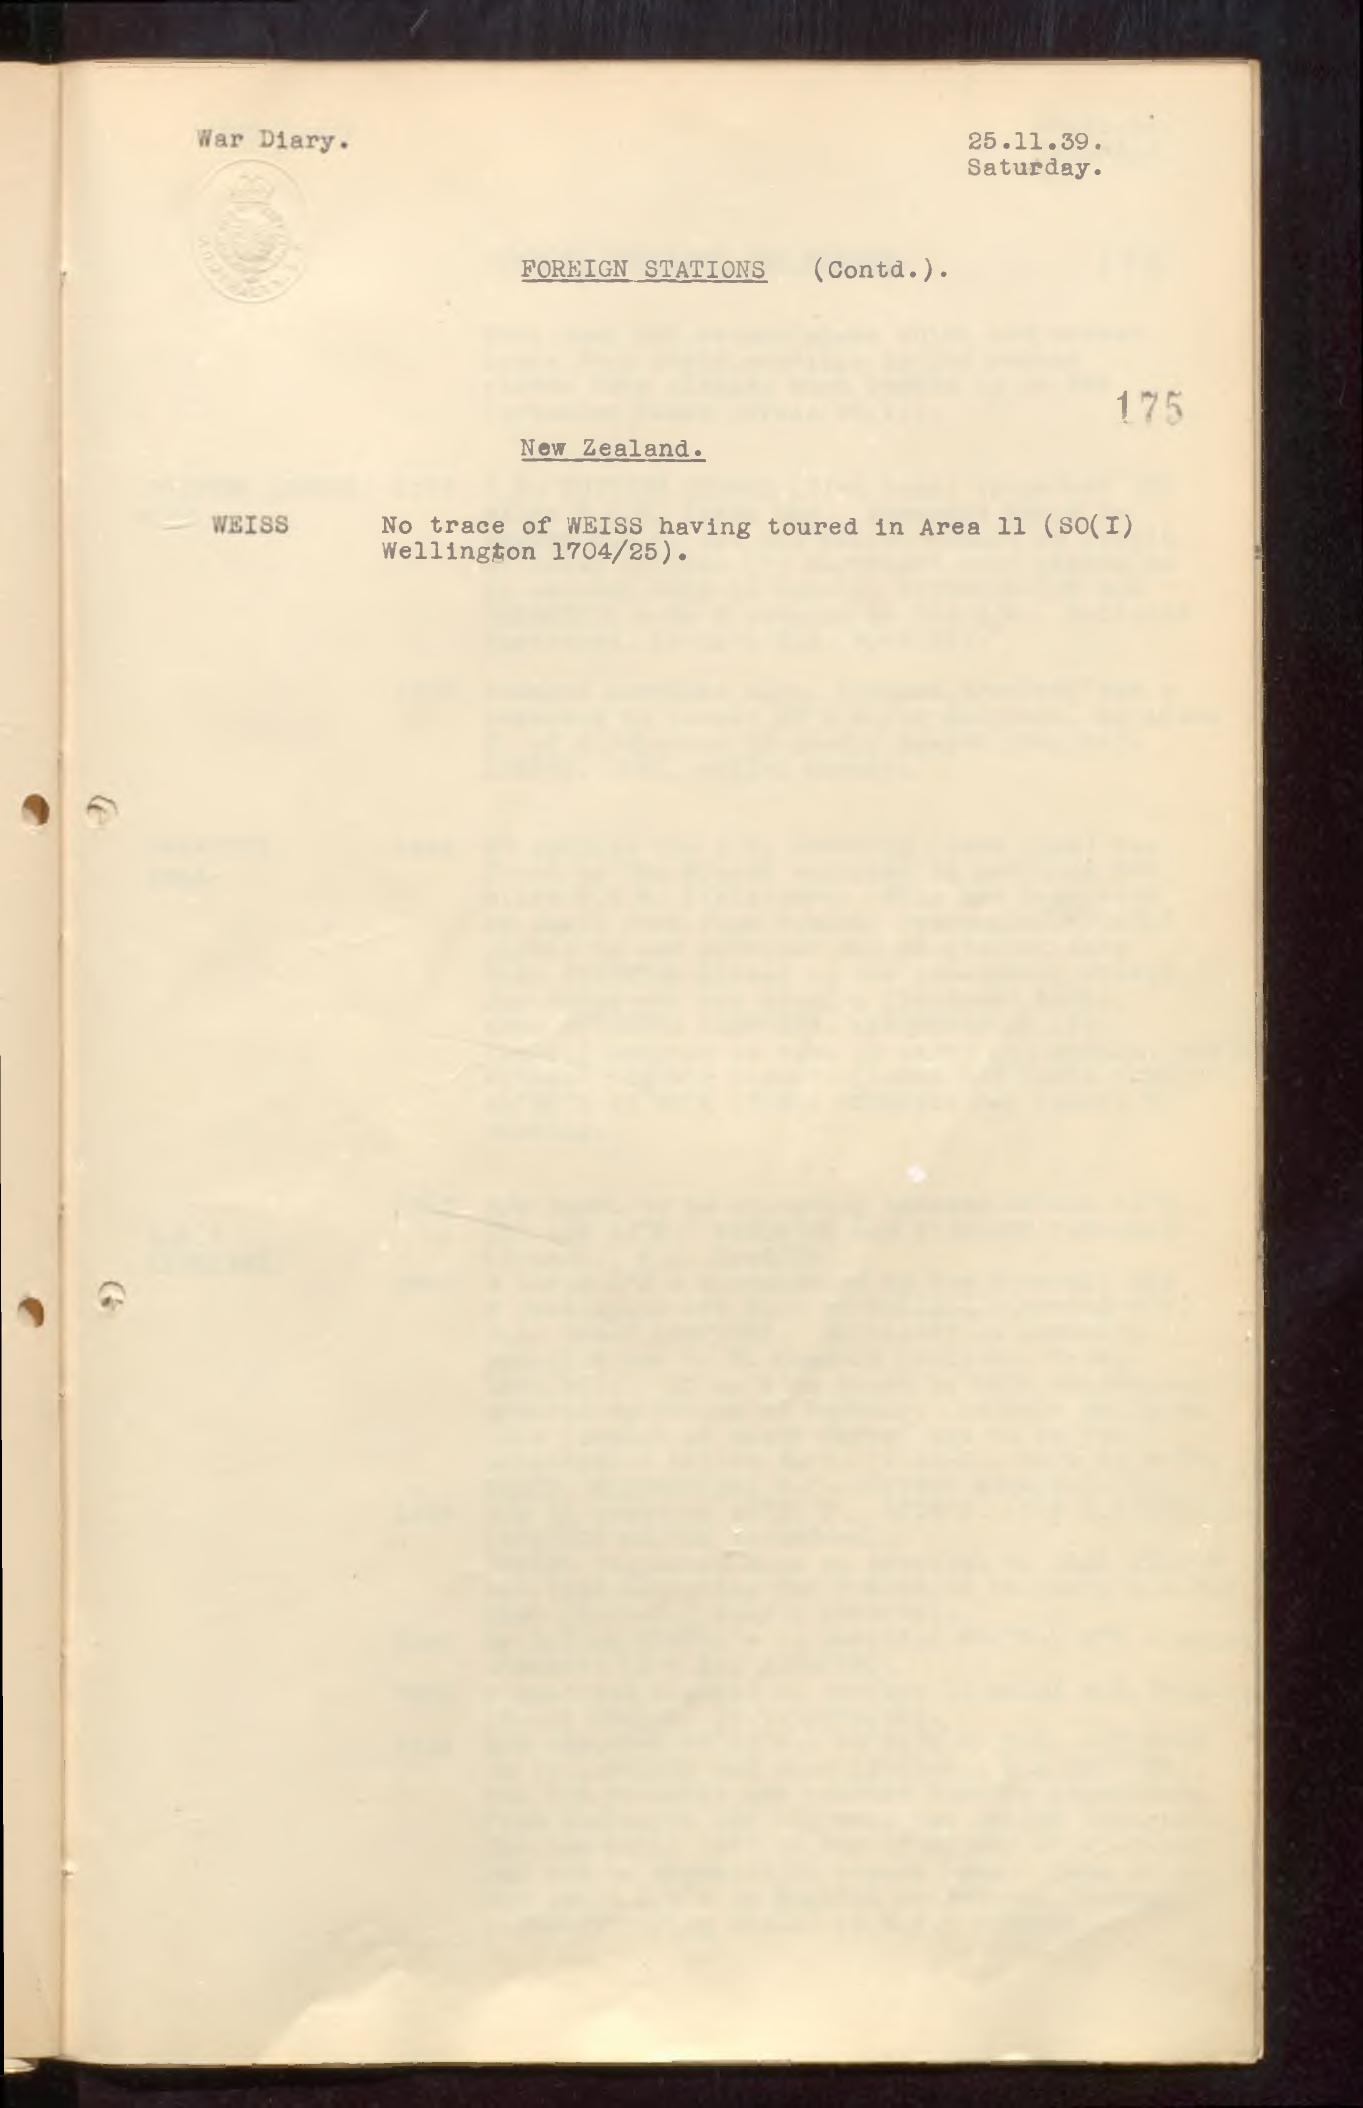 War Diary.
25.11.39.
Saturday.
FOREIGN STATIONS (Contd.).
175
New Zealand.
WEISS No trace of WEISS having toured in Area 11 (SO(I)
Wellington 1704/25).